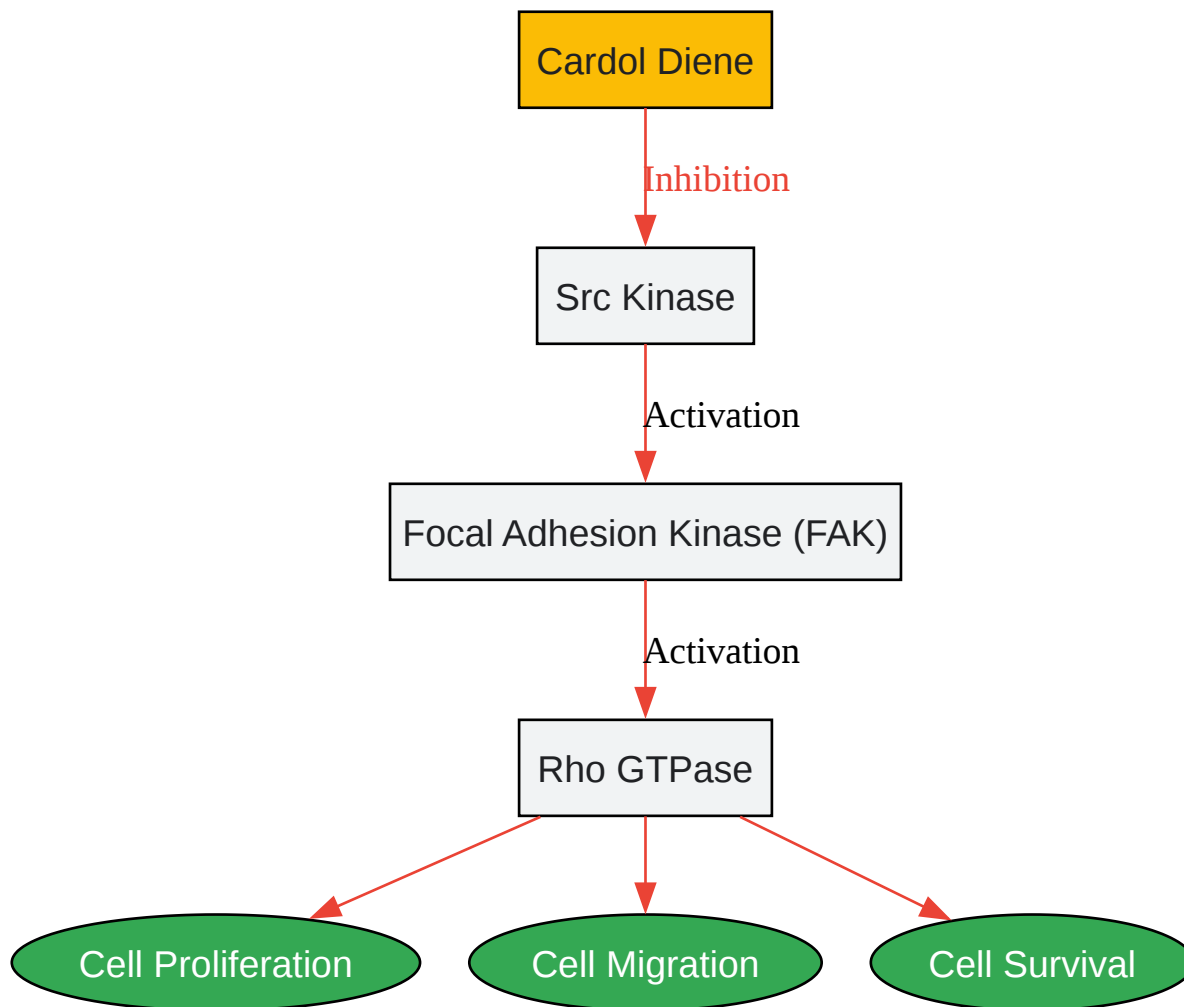 Cardol Diene
Inhibition
Src Kinase
Activation
Focal Adhesion Kinase (FAK)
Activation
Rho GTPase
Cell Proliferation
Cell Migration
Cell Survival